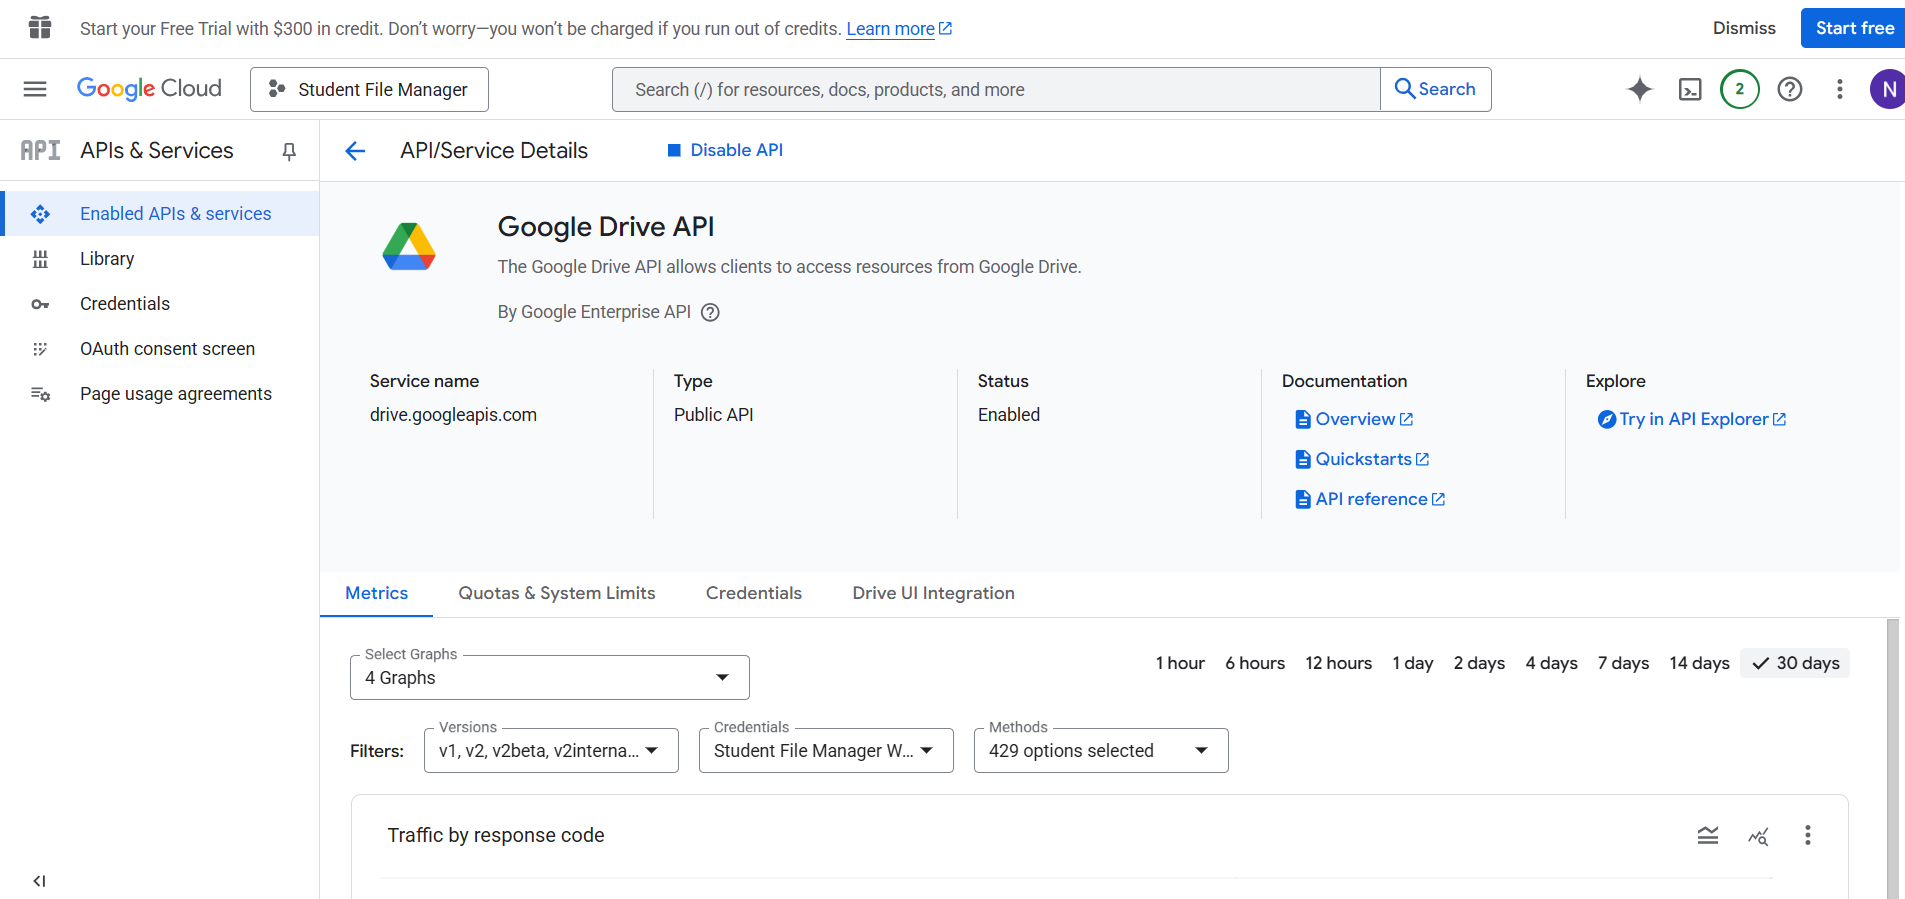 Start your Free Trial with $300 in credit. Don’t worry—you won’t be charged if you run out of credits. Learn more
Dismiss
Start free
Google Cloud
Student File Manager
Search (/) for resources, docs, products, and more
Search
2
N
API
APIs & Services
API/Service Details
Disable API
Enabled APIs & services
Library
Credentials
OAuth consent screen
Page usage agreements
Google Drive API
The Google Drive API allows clients to access resources from Google Drive.
By Google Enterprise API
Service name
drive.googleapis.com
Type
Public API
Status
Enabled
Documentation
Overview
Quickstarts
API reference
Explore
Try in API Explorer
Metrics
Quotas & System Limits
Credentials
Drive UI Integration
Select Graphs
4 Graphs
1 hour
6 hours
12 hours
1 day
2 days
4 days
7 days
14 days
30 days
Filters:
Versions
v1, v2, v2beta, v2interna...
Credentials
Student File Manager W...
Methods
429 options selected
Traffic by response code